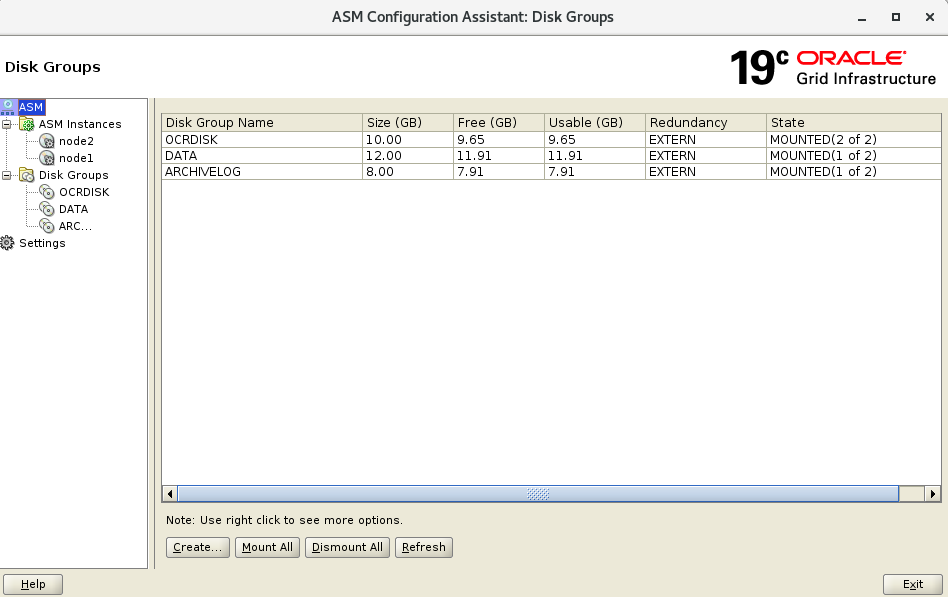 ASM Configuration Assistant: Disk Groups
Disk Groups
19c ORACLE
Grid Infrastructure
ASM
ASM Instances
node2
node1
Disk Groups
OCRDISK
DATA
ARC...
Settings
Disk Group Name Size (GB) Free (GB) Usable (GB) Redundancy State
OCRDISK 10.00 9.65 9.65 EXTERN MOUNTED(2 of 2)
DATA 12.00 11.91 11.91 EXTERN MOUNTED(1 of 2)
ARCHIVELOG 8.00 7.91 7.91 EXTERN MOUNTED(1 of 2)
Note: Use right click to see more options.
Create... Mount All Dismount All Refresh
Help Exit